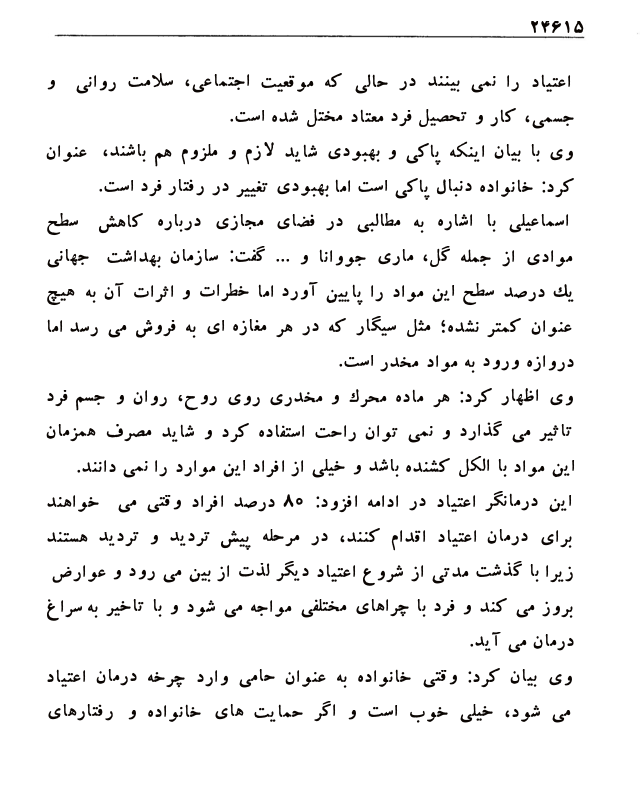 ۲۴۶۱۵
اعتیاد را نمی بینند در حالی که موقعیت اجتماعی، سلامت روانی و
جسمی، کار و تحصیل فرد معتاد مختل شده است.
وی با بیان اینکه پاکی و بهبودی شاید لازم و ملزوم هم باشند، عنوان
کرد: خانواده دنبال پاکی است اما بهبودی تغییر در رفتار فرد است.
اسماعیلی با اشاره به مطالبی در فضای مجازی درباره کاهش سطح
موادی از جمله گل، ماری جووانا و ... گفت: سازمان بهداشت جهانی
یك درصد سطح این مواد را پایین آورد اما خطرات و اثرات آن به هیچ
عنوان کمتر نشده؛ مثل سیگار که در هر مغازه ای به فروش می رسد اما
دروازه ورود به مواد مخدر است.
وی اظهار کرد: هر ماده محرك و مخدری روی روح، روان و جسم فرد
تاثیر می گذارد و نمی توان راحت استفاده کرد و شاید مصرف همزمان
این مواد با الکل کشنده باشد و خیلی از افراد این موارد را نمی دانند.
این درمانگر اعتیاد در ادامه افزود: ۸۰ درصد افراد وقتی می خواهند
برای درمان اعتیاد اقدام کنند، در مرحله پیش تردید و تردید هستند
زیرا با گذشت مدتی از شروع اعتیاد دیگر لذت از بین می رود و عوارض
بروز می کند و فرد با چراهای مختلفی مواجه می شود و با تاخیر به سراغ
درمان می آید.
وی بیان کرد: وقتی خانواده به عنوان حامی وارد چرخه درمان اعتیاد
می شود، خیلی خوب است و اگر حمایت های خانواده و رفتارهای